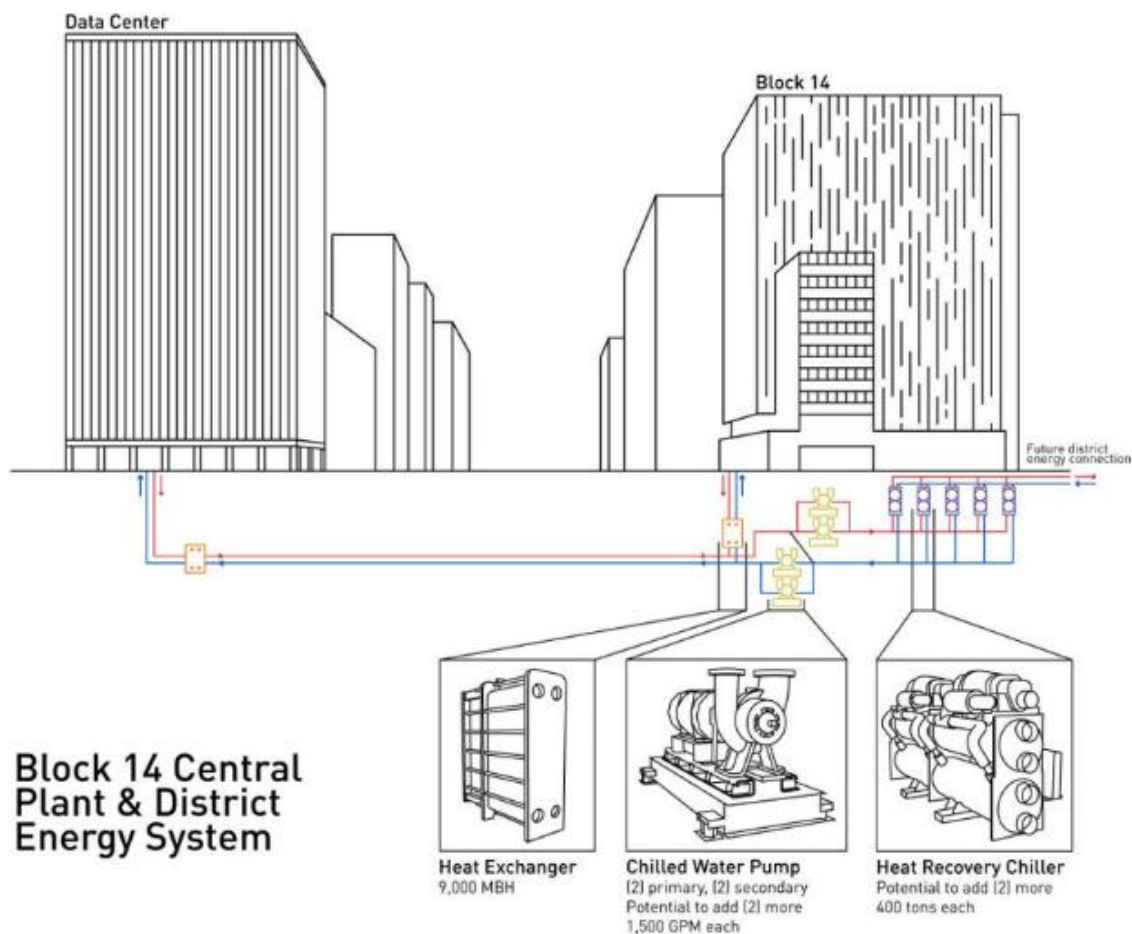 Data Center
Block 14
Future district
energy connection
Block 14 Central
Plant & District
Energy System
Heat Exchanger
9,000 MBH
Chilled Water Pump
(2) primary, (2) secondary
Potential to add (2) more
1,500 GPM each
Heat Recovery Chiller
Potential to add (2) more
400 tons each